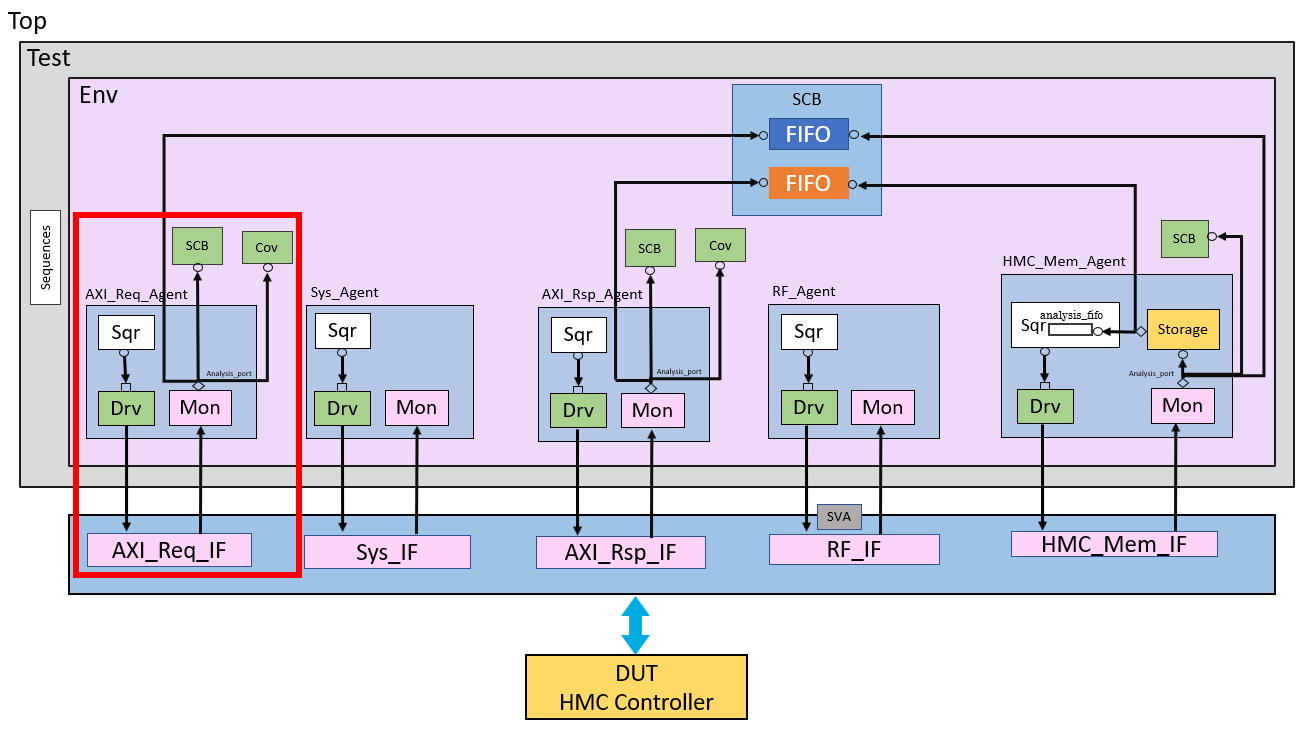 Top
Test
Env
Sequences
SCB
FIFO
FIFO
SCB
Cov
AXI_Req_Agent
Sqr
Analysis_port
Drv
Mon
Sys_Agent
Sqr
Drv
Mon
SCB
Cov
AXI_Rsp_Agent
Sqr
Analysis_port
Drv
Mon
RF_Agent
Sqr
Drv
Mon
SCB
HMC_Mem_Agent
Sqr
analysis_fifo
Storage
Analysis_port
Drv
Mon
SVA
AXI_Req_IF
Sys_IF
AXI_Rsp_IF
RF_IF
HMC_Mem_IF
DUT
HMC Controller